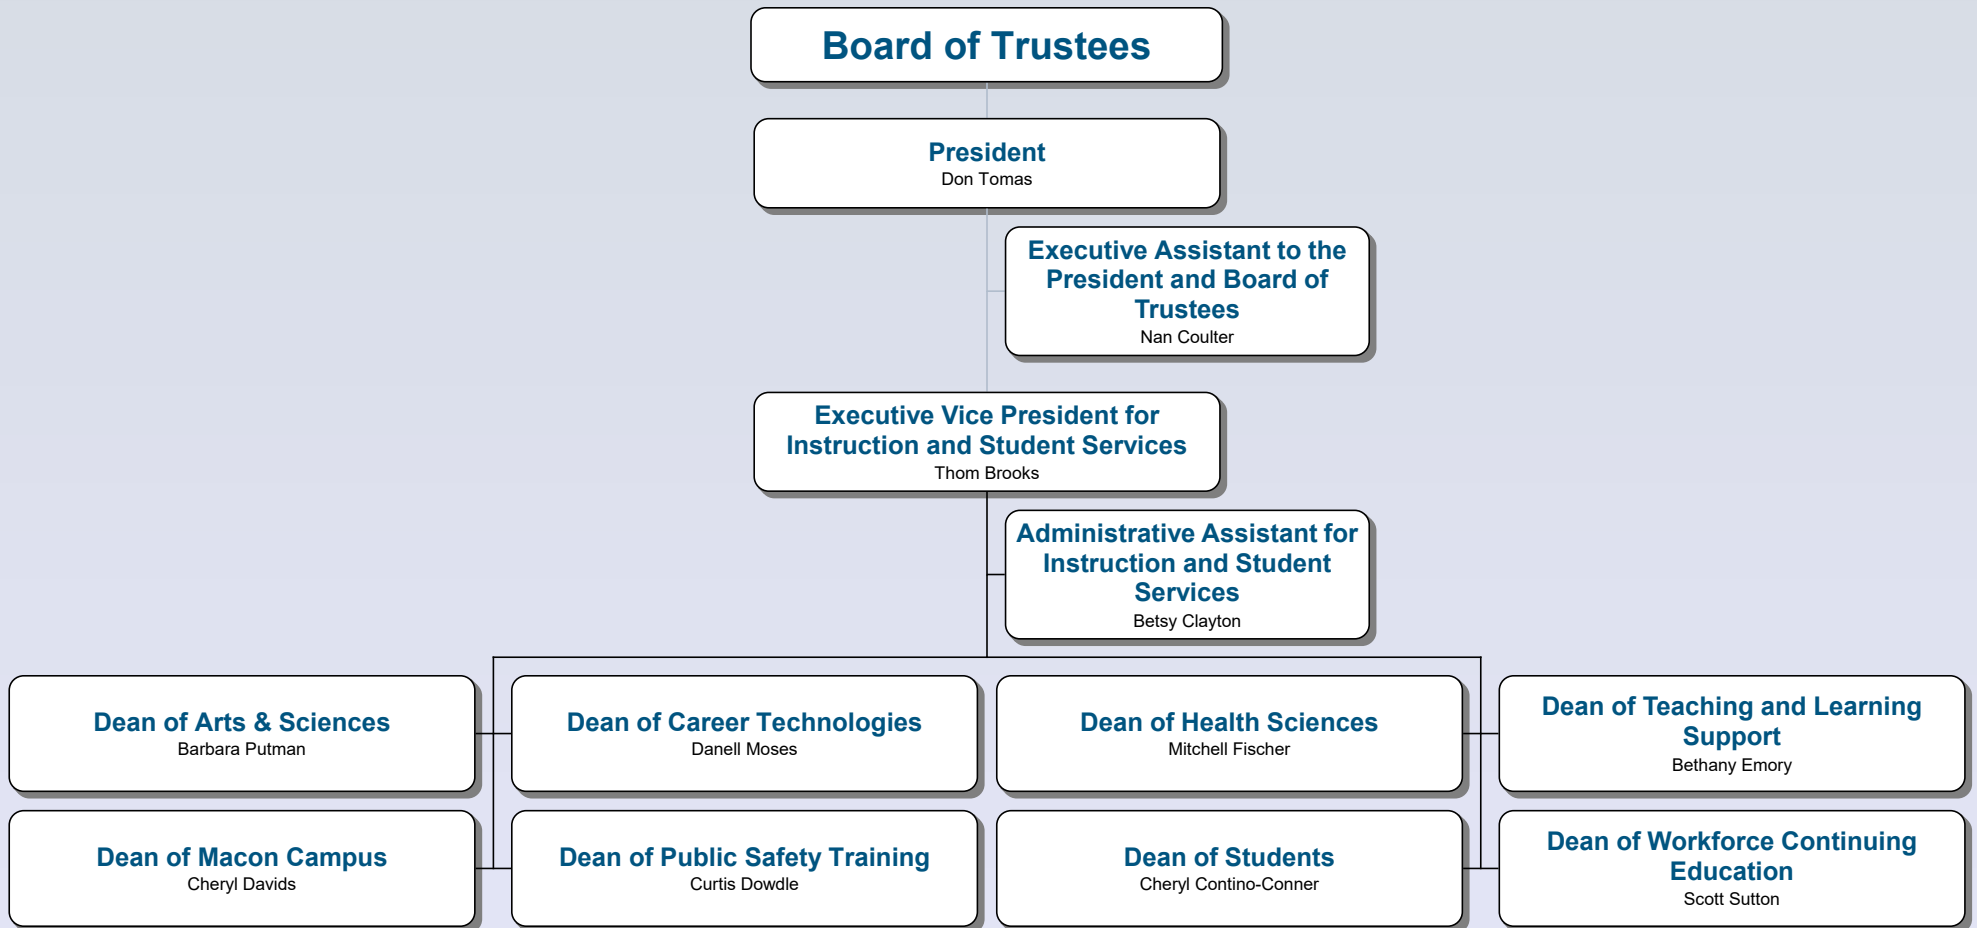 Board of Trustees
President
Don Tomas
Executive Assistant to the
President and Board of
Trustees
Nan Coulter
Executive Vice President for
Instruction and Student Services
Thom Brooks
Administrative Assistant for
Instruction and Student
Services
Betsy Clayton
Dean of Arts & Sciences
Barbara Putman
Dean of Career Technologies
Danell Moses
Dean of Health Sciences
Mitchell Fischer
Dean of Teaching and Learning
Support
Bethany Emory
Dean of Macon Campus
Cheryl Davids
Dean of Public Safety Training
Curtis Dowdle
Dean of Students
Cheryl Contino-Conner
Dean of Workforce Continuing
Education
Scott Sutton